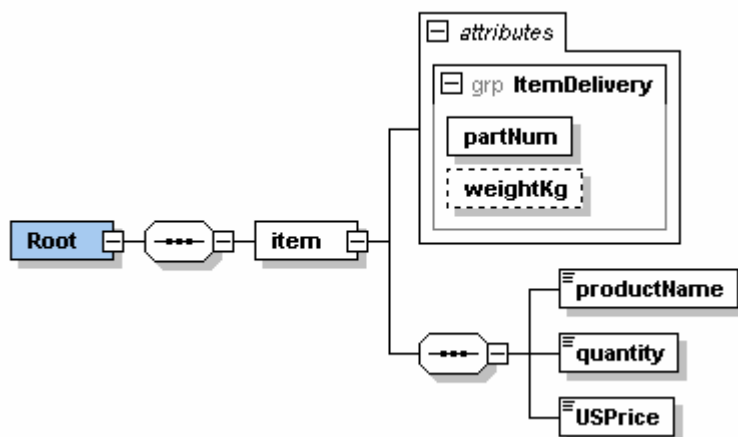 attributes
grp ItemDelivery
partNum
weightKg
Root
item
productName
quantity
USPrice